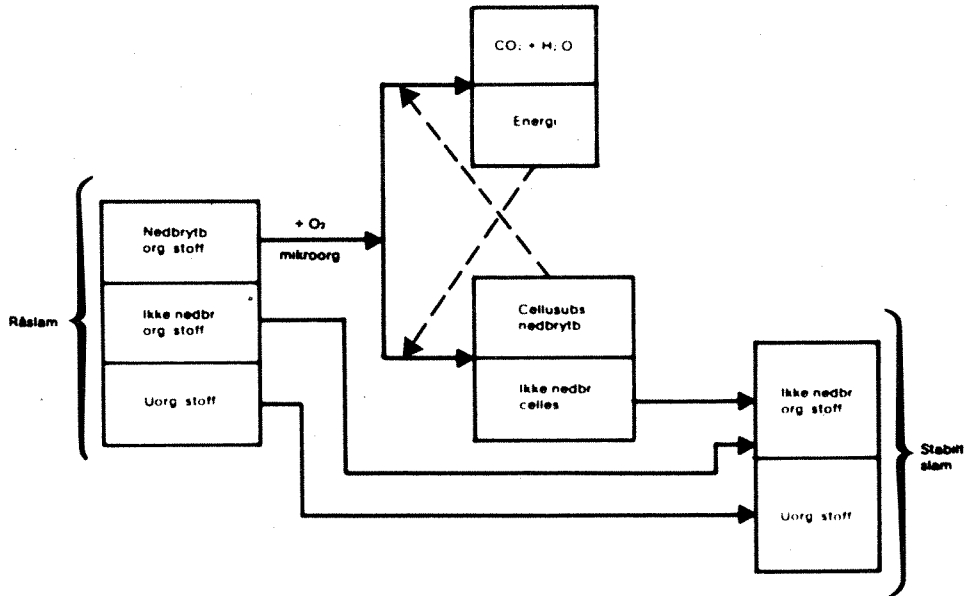 CO2 + H2O
Energi
Nedbrytb
org stoff
+ O2
mikroorg
Råslam
Ikke nedbr
org stoff
Uorg stoff
Cellusubs
nedbrytb
Ikke nedbr
celles
Ikke nedbr
org stoff
Uorg stoff
Stabilt
slam